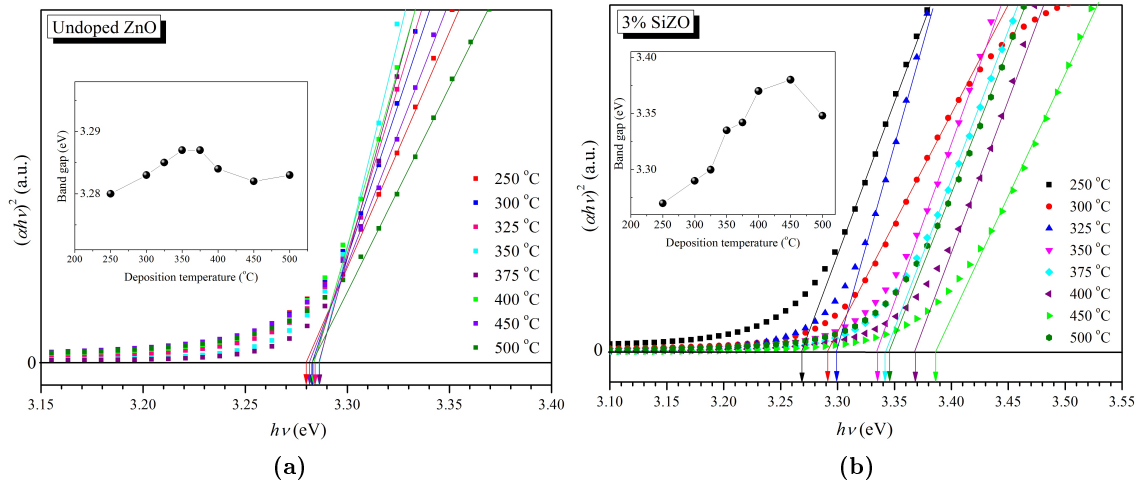 Undoped ZnO
(αhν)² (a.u.)
0
3.29
3.28
Band gap (eV)
200 250 300 350 400 450 500
Deposition temperature (°C)
250 °C
300 °C
325 °C
350 °C
375 °C
400 °C
450 °C
500 °C
3.15 3.20 3.25 3.30 3.35 3.40
hν (eV)
(a)
3% SiZO
(αhν)² (a.u.)
0
3.40
3.35
3.30
Band gap (eV)
200 250 300 350 400 450 500
Deposition temperature (°C)
250 °C
300 °C
325 °C
350 °C
375 °C
400 °C
450 °C
500 °C
3.10 3.15 3.20 3.25 3.30 3.35 3.40 3.45 3.50 3.55
hν (eV)
(b)